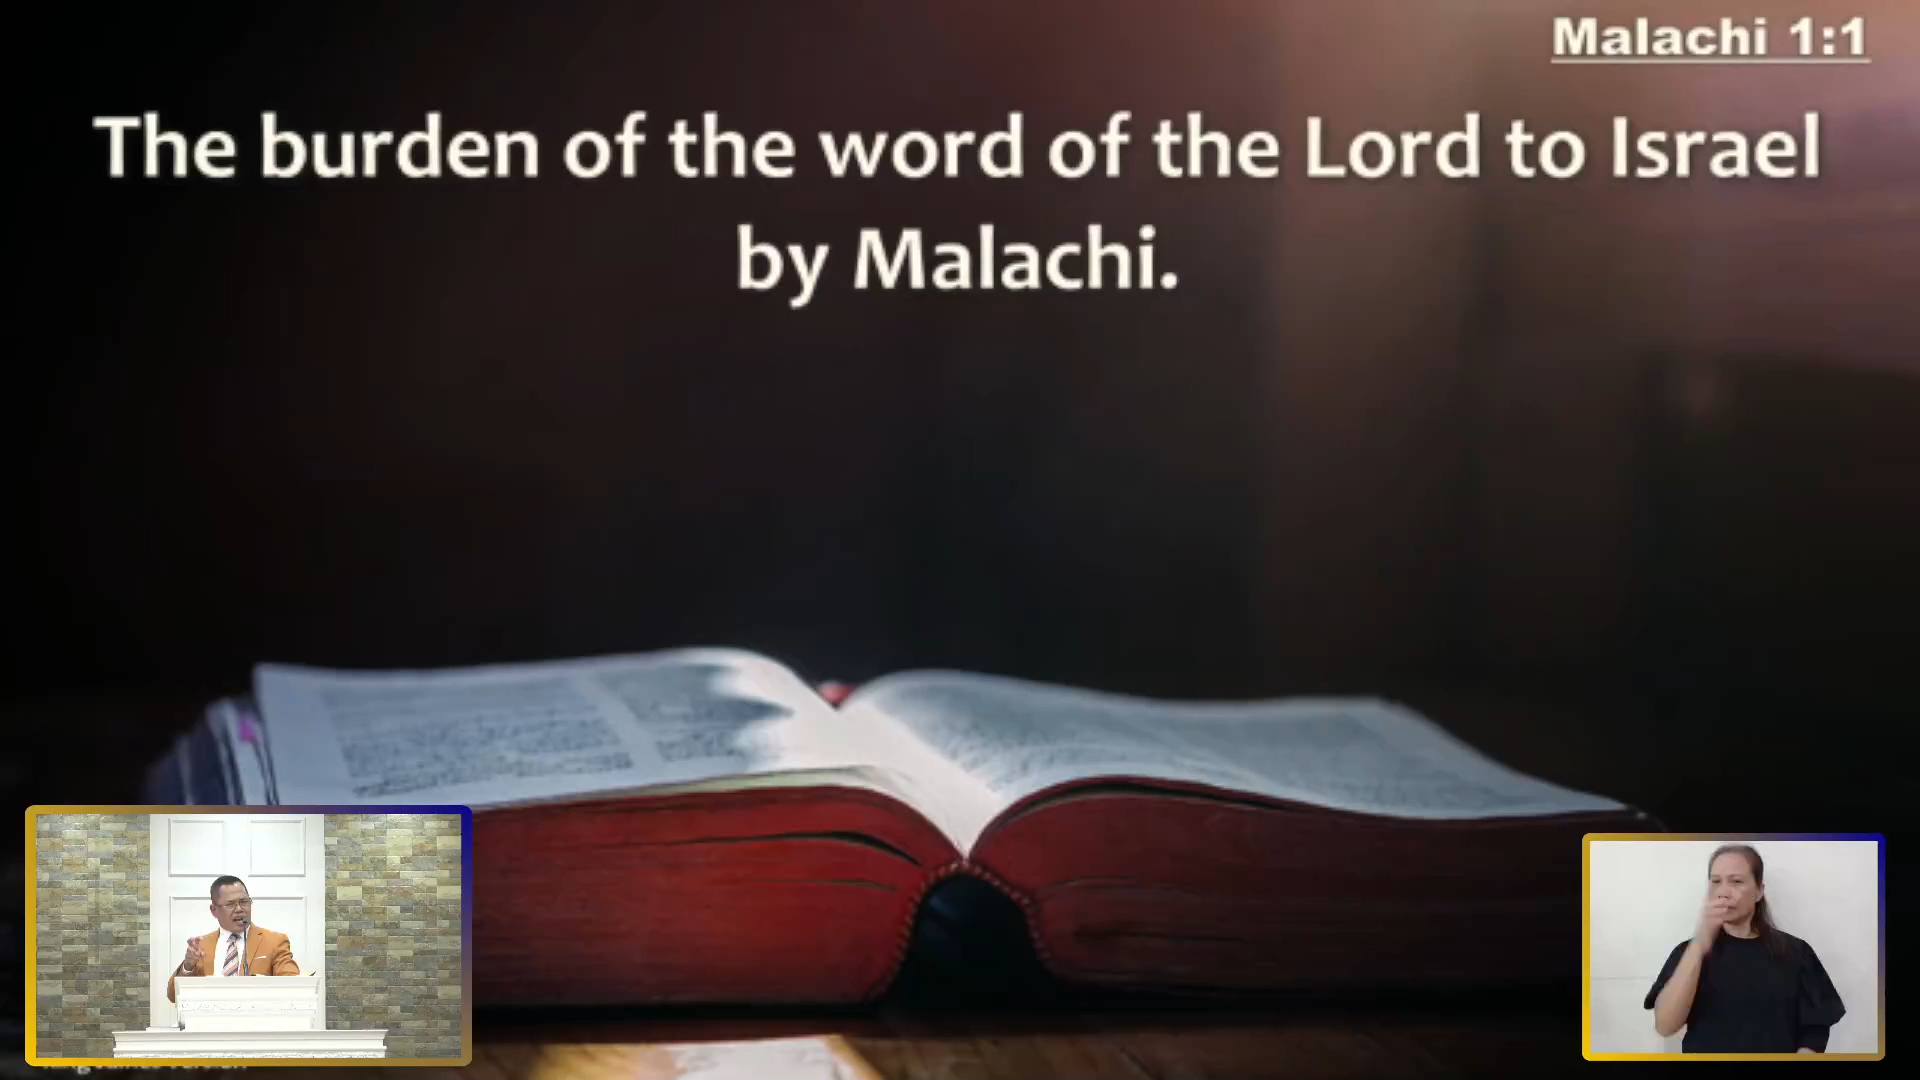 Malachi 1:1
The burden of the word of the Lord to Israel
by Malachi.